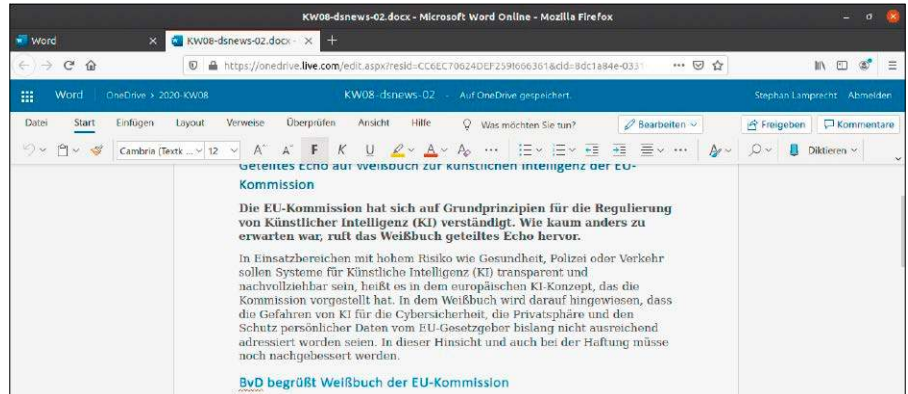 KW08-dsnews-02.docx - Microsoft Word Online - Mozilla Firefox
Word
KW08-dsnews-02.docx -
https://onedrive.live.com/edit.aspx?resid=CC6EC70624DEF259!666361&cid=8dc1a84e-0331
Word OneDrive > 2020-KW08 KW08-dsnews-02 - Auf OneDrive gespeichert. Stephan Lamprecht Abmelden
Datei Start Einfügen Layout Verweise Überprüfen Ansicht Hilfe Was möchten Sie tun? Bearbeiten Freigeben Kommentare
Cambria (Textk ... 12 A A F K U A A ... Diktieren
Geteiltes Echo auf Weißbuch zur künstlichen Intelligenz der EU-
Kommission
Die EU-Kommission hat sich auf Grundprinzipien für die Regulierung
von Künstlicher Intelligenz (KI) verständigt. Wie kaum anders zu
erwarten war, ruft das Weißbuch geteiltes Echo hervor.
In Einsatzbereichen mit hohem Risiko wie Gesundheit, Polizei oder Verkehr
sollen Systeme für Künstliche Intelligenz (KI) transparent und
nachvollziehbar sein, heißt es in dem europäischen KI-Konzept, das die
Kommission vorgestellt hat. In dem Weißbuch wird darauf hingewiesen, dass
die Gefahren von KI für die Cybersicherheit, die Privatsphäre und den
Schutz persönlicher Daten vom EU-Gesetzgeber bislang nicht ausreichend
adressiert worden seien. In dieser Hinsicht und auch bei der Haftung müsse
noch nachgebessert werden.
BvD begrüßt Weißbuch der EU-Kommission